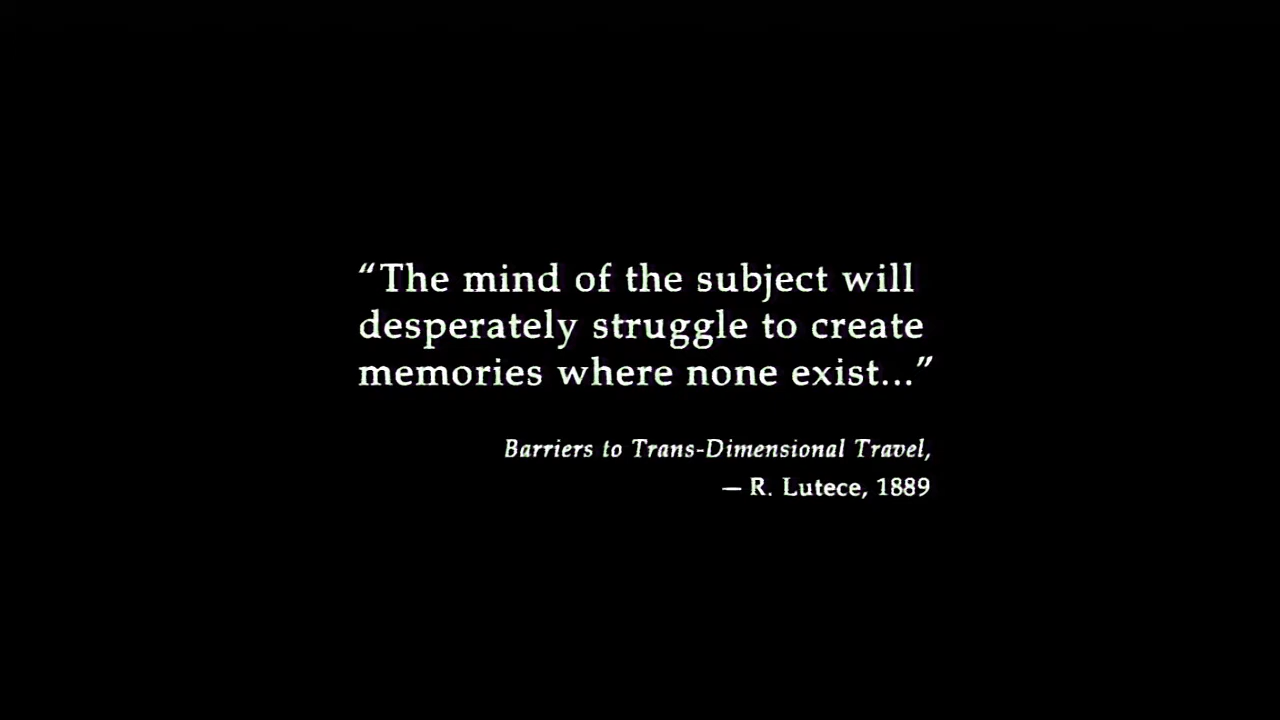 “The mind of the subject will
desperately struggle to create
memories where none exist...”
Barriers to Trans-Dimensional Travel,
— R. Lutece, 1889